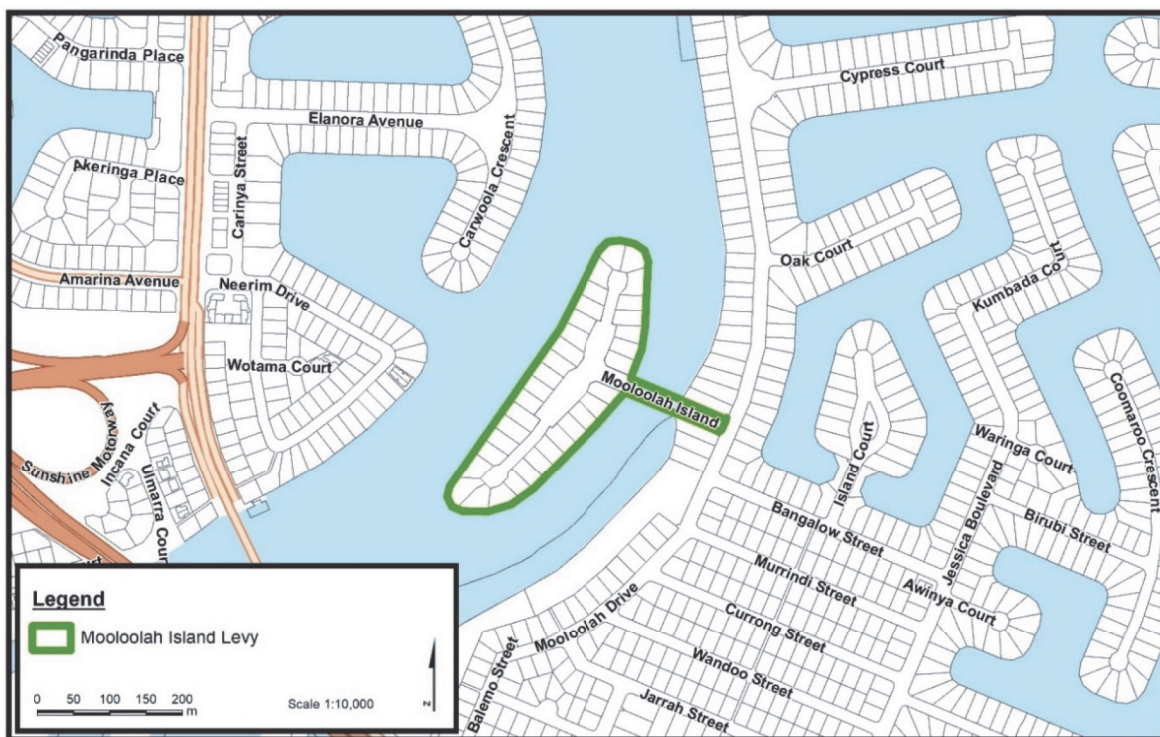 Pangarinda Place
Cypress Court
Elanora Avenue
Carwoola Crescent
Carinya Street
Akeringa Place
Oak Court
Kumbada Court
Amarina Avenue
Neerim Drive
Wotama Court
Mooloolah Island
Coomaroo Crescent
Sunshine Motorway
Incana Court
Uimarra Court
Island Court
Waringa Court
Bangalow Street
Jessica Boulevard
Birubi Street
Murrindi Street
Awinya Court
Mooloolah Drive
Currong Street
Wandoo Street
Balemo Street
Jarrah Street
Legend
Mooloolah Island Levy
0 50 100 150 200
m
Scale 1:10,000
z